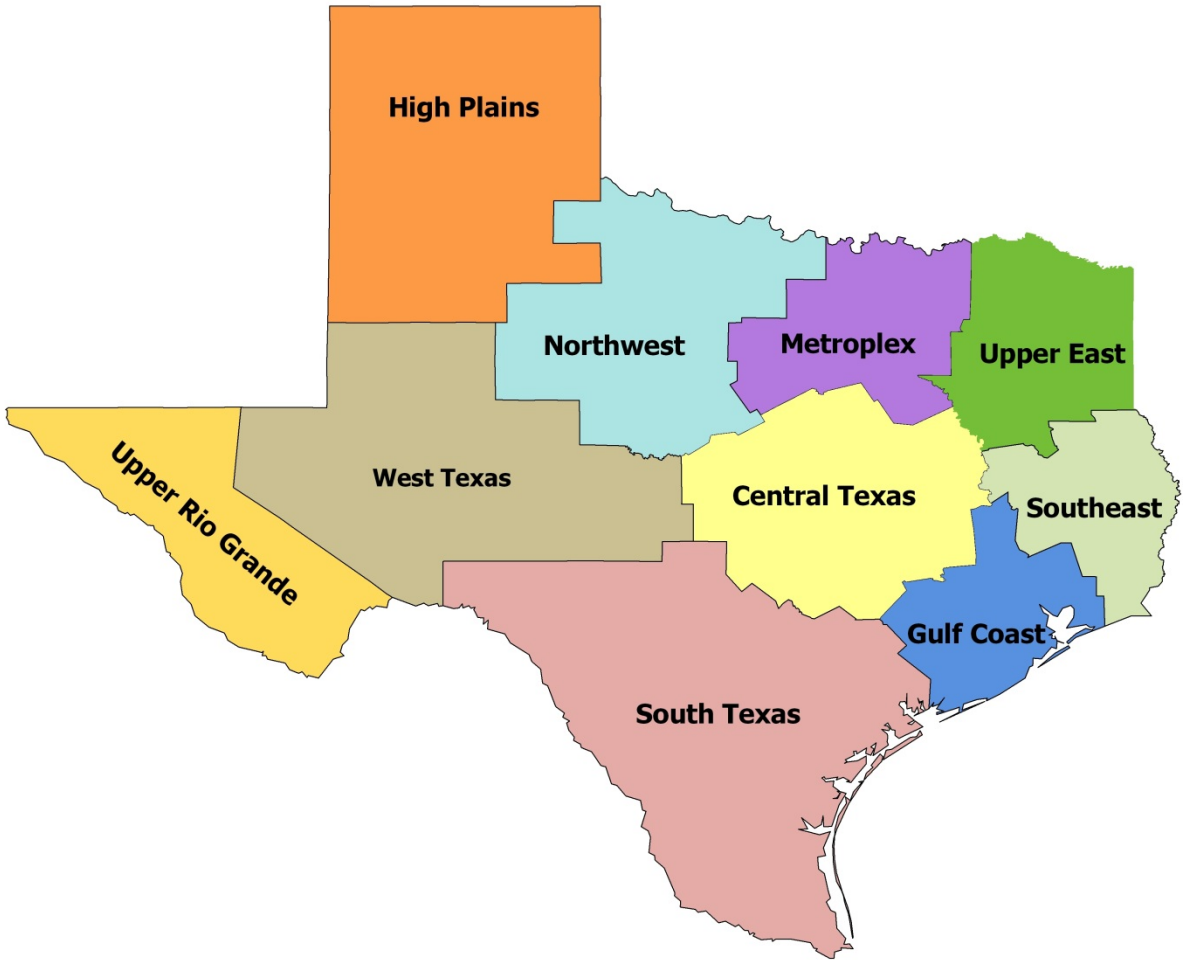 High Plains
Northwest
Metroplex
Upper East
Upper Rio Grande
West Texas
Central Texas
Southeast
Gulf Coast
South Texas